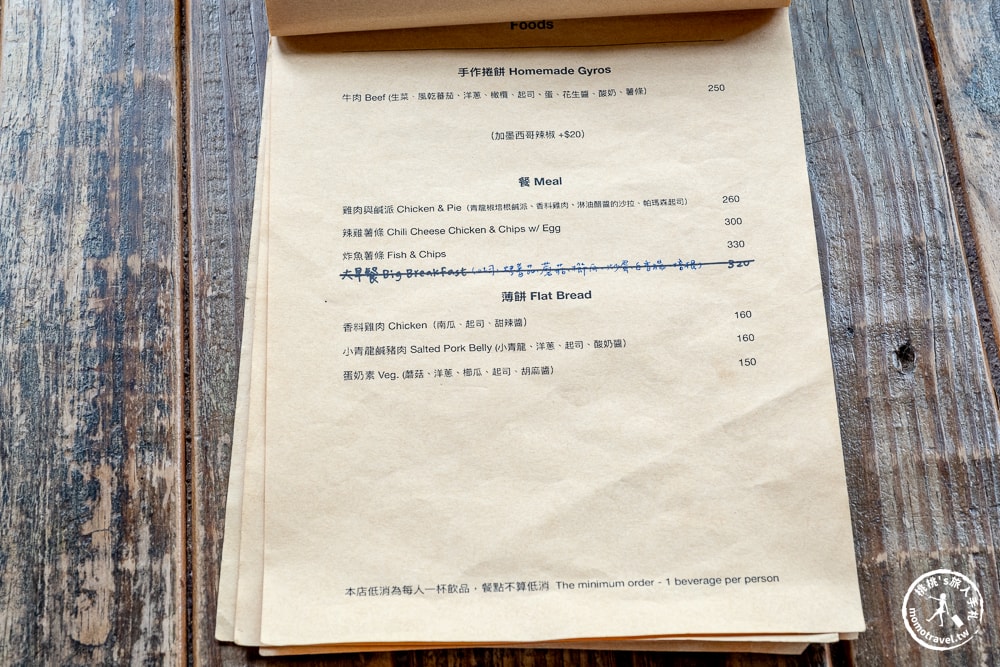 Foods
手作捲餅 Homemade Gyros
牛肉 Beef (生菜、風乾蕃茄、洋蔥、橄欖、起司、蛋、花生醬、酸奶、薯條) 250
(加墨西哥辣椒 +$20)
餐 Meal
雞肉與鹹派 Chicken & Pie (青龍椒培根鹹派、香料雞肉、淋油醋醬的沙拉、帕瑪森起司) 260
辣雞薯條 Chili Cheese Chicken & Chips w/ Egg 300
炸魚薯條 Fish & Chips 330
大早餐 Big Breakfast 320
薄餅 Flat Bread
香料雞肉 Chicken (南瓜、起司、甜辣醬) 160
小青龍鹹豬肉 Salted Pork Belly (小青龍、洋蔥、起司、酸奶醬) 160
蛋奶素 Veg. (蘑菇、洋蔥、櫛瓜、起司、胡麻醬) 150
本店低消為每人一杯飲品，餐點不算低消 The minimum order - 1 beverage per person
桃桃's旅人手札
momotravel.tw